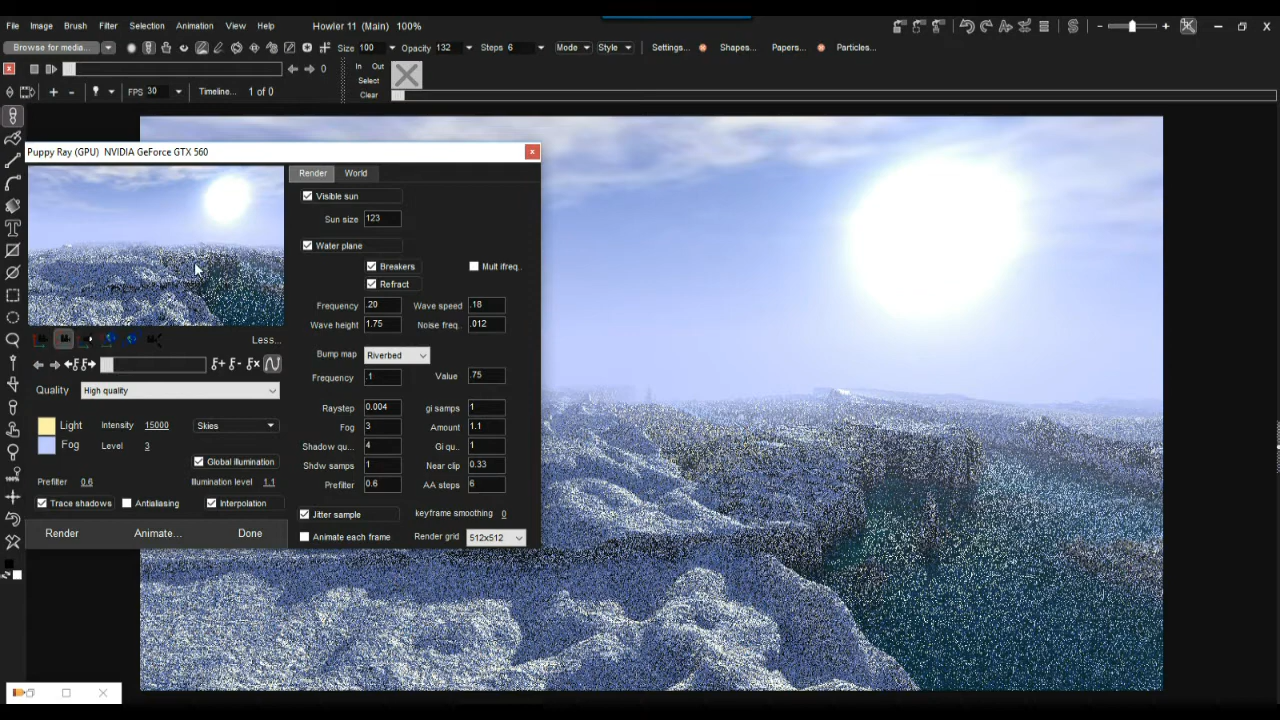 File Image Brush Filter Selection Animation View Help Howler 11 (Main) 100%
Browse for media... Size 100 Opacity 132 Steps 6 Mode Style Settings... Shapes... Papers... Particles...
0
In Out
Select
Clear
FPS 30 Timeline... 1 of 0
Puppy Ray (GPU) NVIDIA GeForce GTX 560
Render World
Visible sun
Sun size 123
Water plane
Breakers Mult ifreq..
Refract
Frequency .20 Wave speed .18
Wave height 1.75 Noise freq.. .012
Bump map Riverbed
Frequency .1 Value .75
Raystep 0.004 gi samps 1
Fog 3 Amount 1.1
Shadow qu... 4 Gi qu.. 1
Shdw samps 1 Near clip 0.33
Prefilter 0.6 AA steps 6
Jitter sample keyframe smoothing 0
Animate each frame Render grid 512x512
Less...
Quality High quality
Light Intensity 15000 Skies
Fog Level 3
Global illumination
Prefilter 0.6 Illumination level 1.1
Trace shadows Antialiasing Interpolation
Render Animate... Done